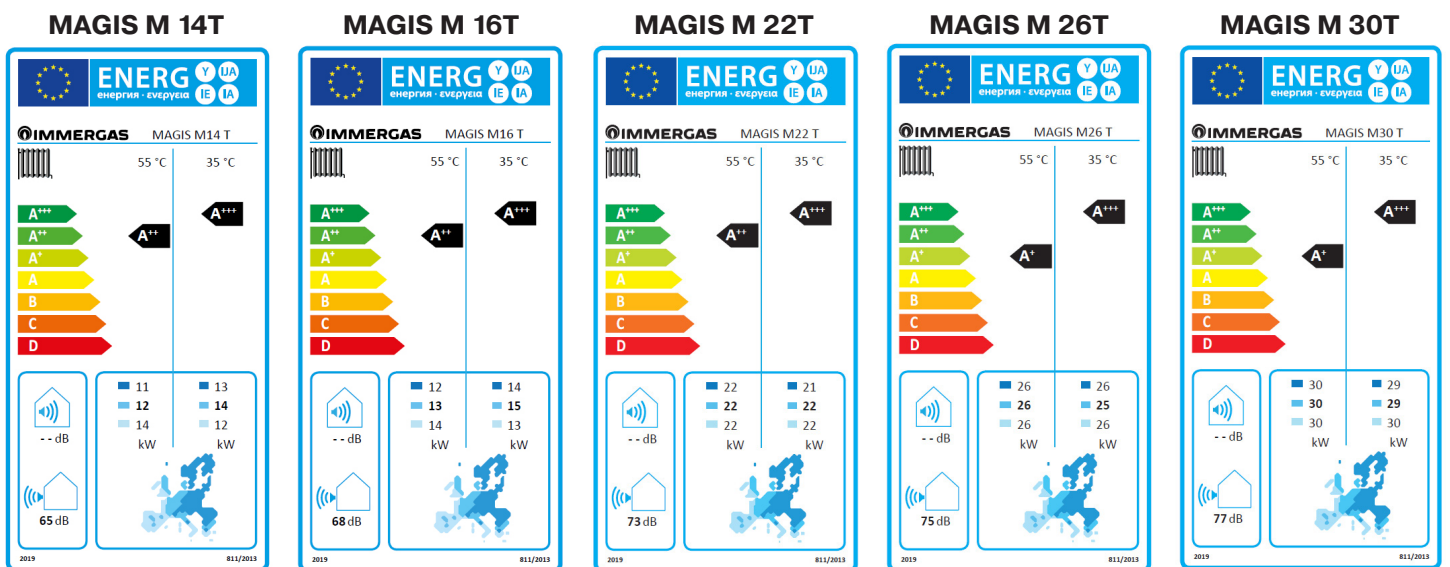 MAGIS M 14T
ENERG Y IJA
енергия · ενεργεια IE IA
IMMERGAS MAGIS M14 T
55 °C 35 °C
A+++ A+++
A++ A++
A+
A
B
C
D
11 13
12 14
14 12
kW kW
-- dB
65 dB
2019 811/2013
MAGIS M 16T
ENERG Y IJA
енергия · ενεργεια IE IA
IMMERGAS MAGIS M16 T
55 °C 35 °C
A+++ A+++
A++ A++
A+
A
B
C
D
12 14
13 15
14 13
kW kW
-- dB
68 dB
2019 811/2013
MAGIS M 22T
ENERG Y IJA
енергия · ενεργεια IE IA
IMMERGAS MAGIS M22 T
55 °C 35 °C
A+++ A+++
A++ A++
A+
A
B
C
D
22 21
22 22
22 22
kW kW
-- dB
73 dB
2019 811/2013
MAGIS M 26T
ENERG Y IJA
енергия · ενεργεια IE IA
IMMERGAS MAGIS M26 T
55 °C 35 °C
A+++ A+++
A++
A+ A+
A
B
C
D
26 26
26 25
26 26
kW kW
-- dB
75 dB
2019 811/2013
MAGIS M 30T
ENERG Y IJA
енергия · ενεργεια IE IA
IMMERGAS MAGIS M30 T
55 °C 35 °C
A+++ A+++
A++
A+ A+
A
B
C
D
30 29
30 29
30 30
kW kW
-- dB
77 dB
2019 811/2013